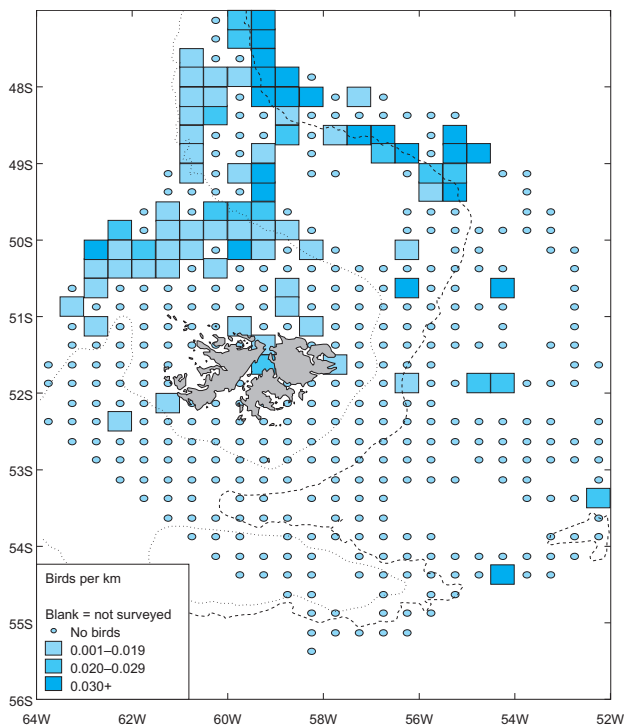 48S
49S
50S
51S
52S
53S
54S
55S
56S
Birds per km
Blank = not surveyed
No birds
0.001–0.019
0.020–0.029
0.030+
64W 62W 60W 58W 56W 54W 52W